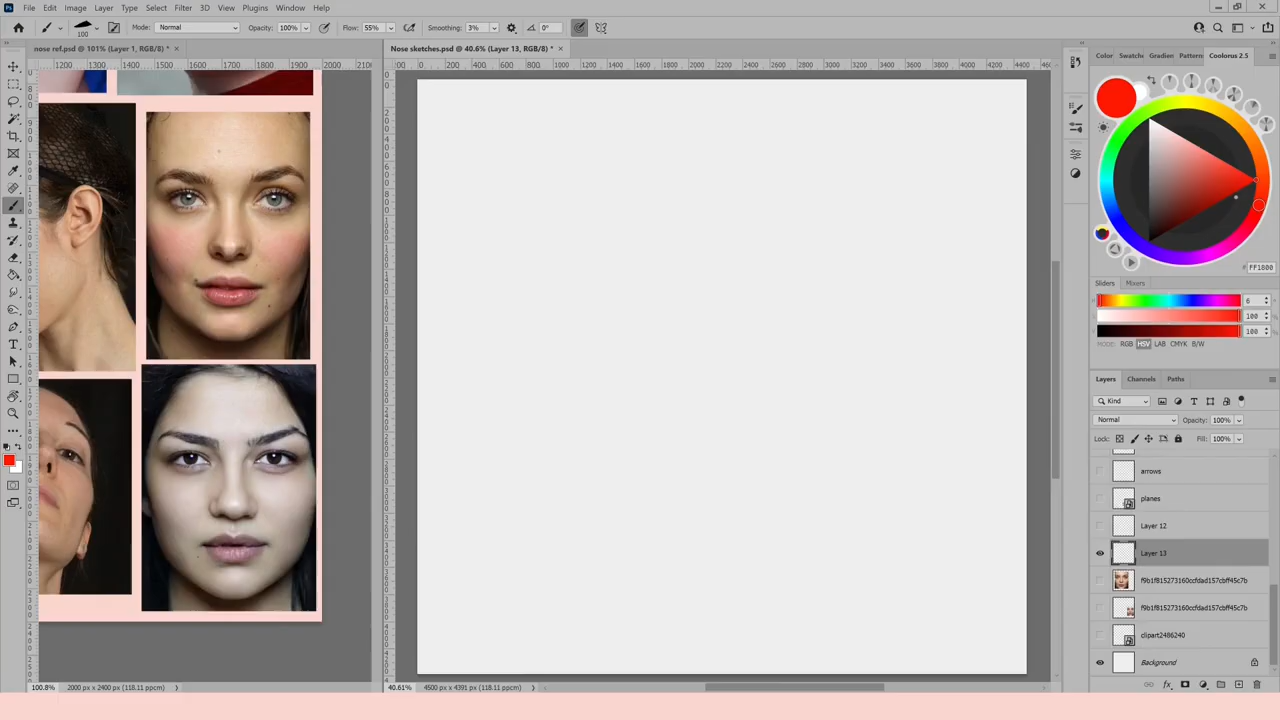 File Edit Image Layer Type Select Filter 3D View Plugins Window Help
100 Mode: Normal Opacity: 100% Flow: 55% Smoothing: 3% 0°
nose ref.psd @ 101% (Layer 1, RGB/8) * ×
Nose sketches.psd @ 40.6% (Layer 13, RGB/8) * ×
1200 1300 1400 1500 1600 1700 1800 1900 2000 2100
0 200 400 600 800 1000 1200 1400 1600 1800 2000 2200 2400 2600 2800 3000 3200 3400 3600 3800 4000 4200 4400
Color Swatche Gradien Pattern Coolorus 2.5
# FF1800
Sliders Mixers
H 6
100
100
MODE: RGB HSV LAB CMYK B/W
Layers Channels Paths
Kind
Normal Opacity: 100%
Lock: Fill: 100%
arrows
planes
Layer 12
Layer 13
f9b1f815273160ccfdad157cbff45c7b
f9b1f815273160ccfdad157cbff45c7b
clipart2486240
Background
100.8% 2000 px x 2400 px (118.11 ppcm)
40.61% 4500 px x 4391 px (118.11 ppcm)